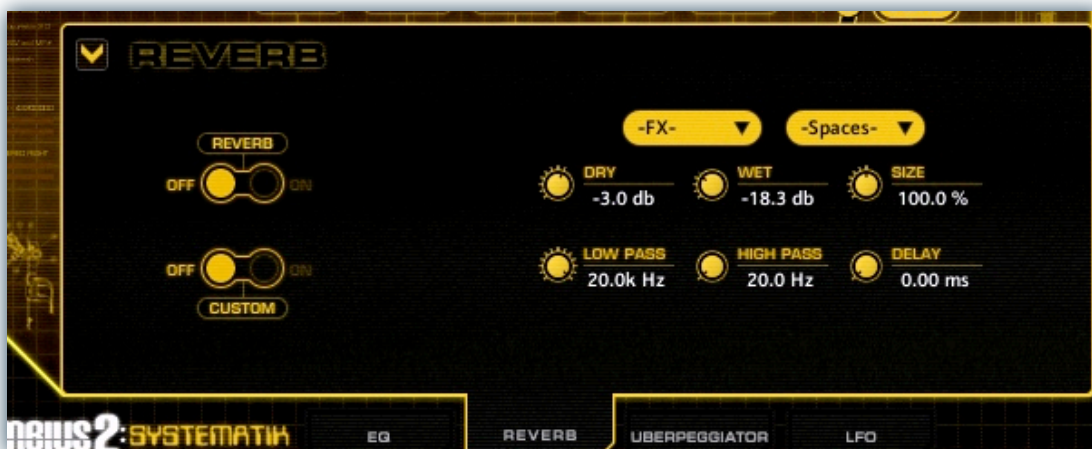 REVERB
-FX- -Spaces-
REVERB
OFF ON
DRY WET SIZE
-3.0 db -18.3 db 100.0 %
OFF ON
CUSTOM
LOW PASS HIGH PASS DELAY
20.0k Hz 20.0 Hz 0.00 ms
2:SYSTEMATIK EQ REVERB UBERPEGGIATOR LFO